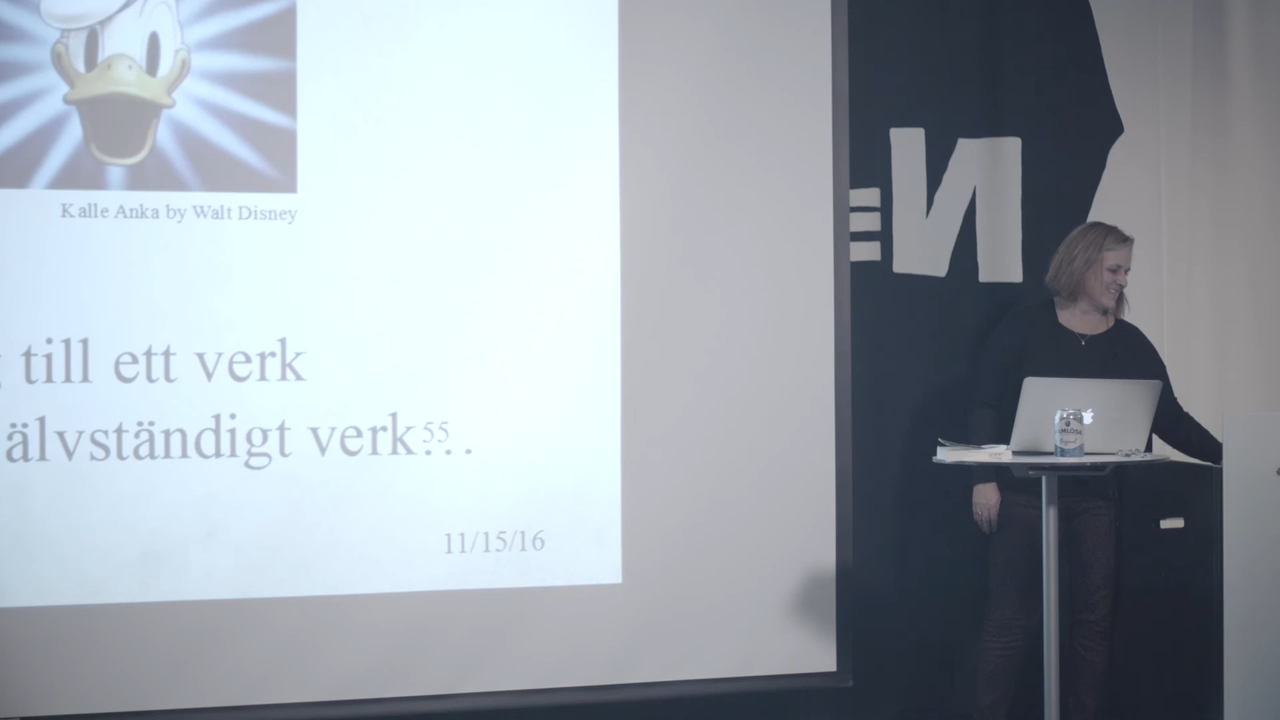 Kalle Anka by Walt Disney
till ett verk
älvständigt verk55..
11/15/16
=N